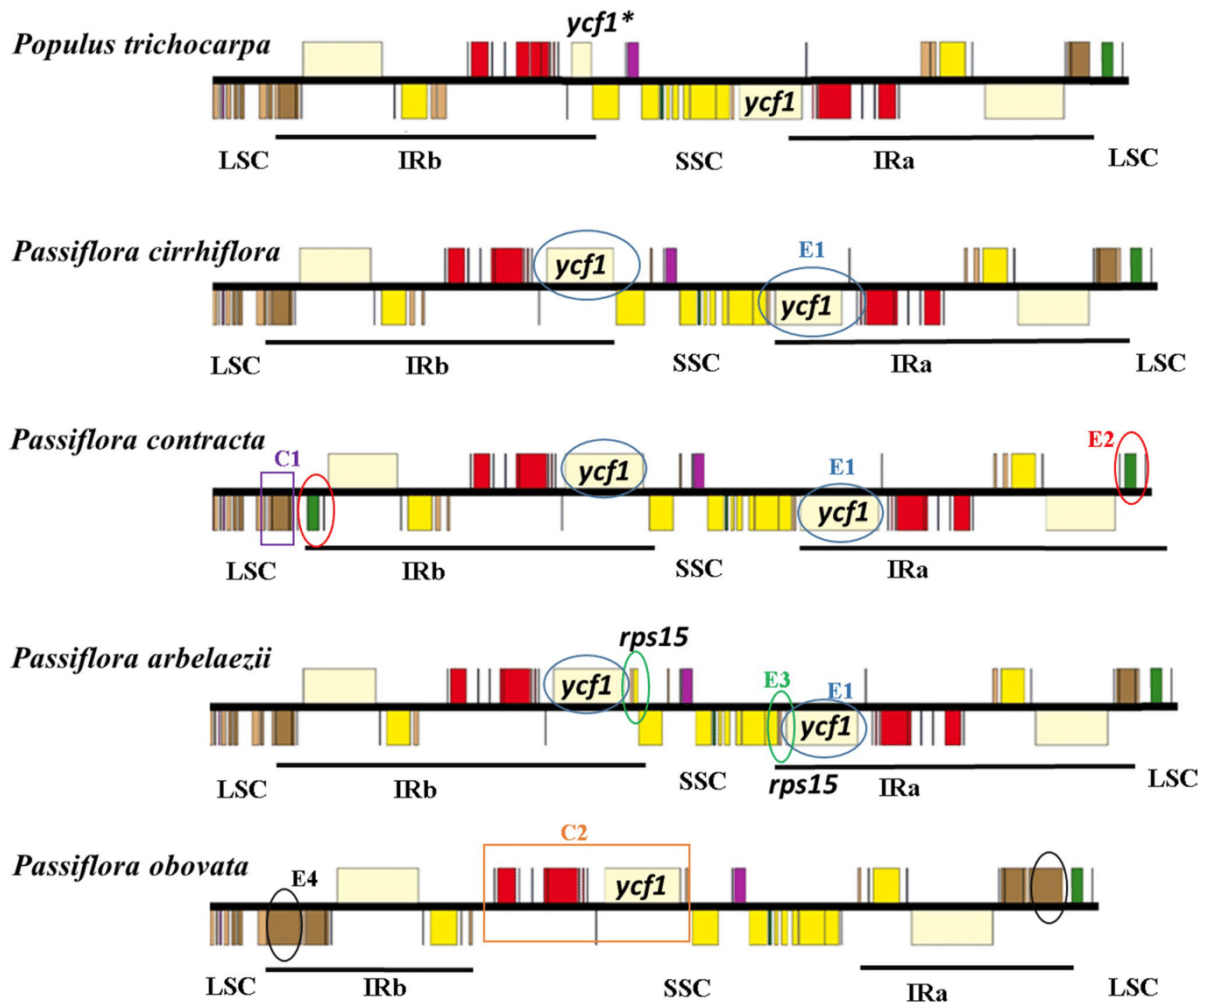 ycf1*
Populus trichocarpa
ycf1
LSC IRb SSC IRa LSC
Passiflora cirrhiflora
ycf1
E1
ycf1
LSC IRb SSC IRa LSC
Passiflora contracta
C1
ycf1
E1
ycf1
E2
LSC IRb SSC IRa
Passiflora arbelaezii
rps15
ycf1
E3
E1
ycf1
LSC IRb SSC rps15 IRa LSC
Passiflora obovata
E4
C2
ycf1
LSC IRb SSC IRa LSC